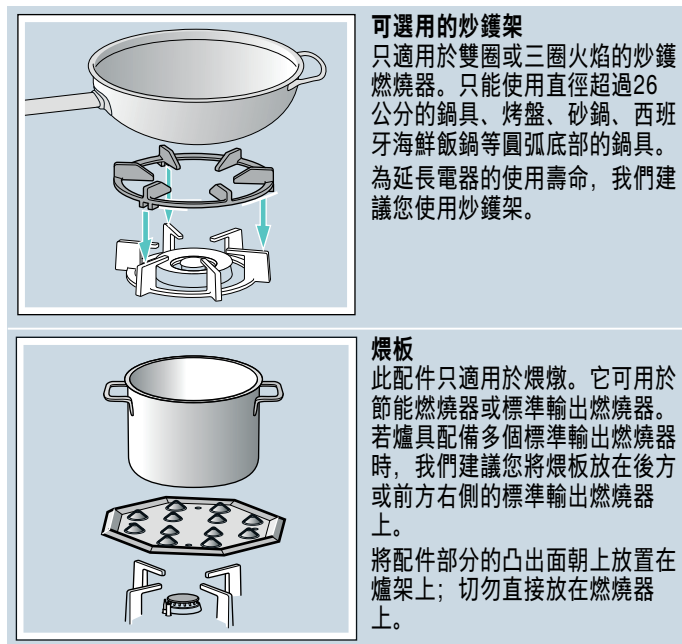 可選用的炒鑊架
只適用於雙圈或三圈火焰的炒鑊
燃燒器。只能使用直徑超過26
公分的鍋具、烤盤、砂鍋、西班
牙海鮮飯鍋等圓弧底部的鍋具。
為延長電器的使用壽命，我們建
議您使用炒鑊架。
煨板
此配件只適用於煨燉。它可用於
節能燃燒器或標準輸出燃燒器。
若爐具配備多個標準輸出燃燒器
時，我們建議您將煨板放在後方
或前方右側的標準輸出燃燒器
上。
將配件部分的凸出面朝上放置在
爐架上；切勿直接放在燃燒器
上。